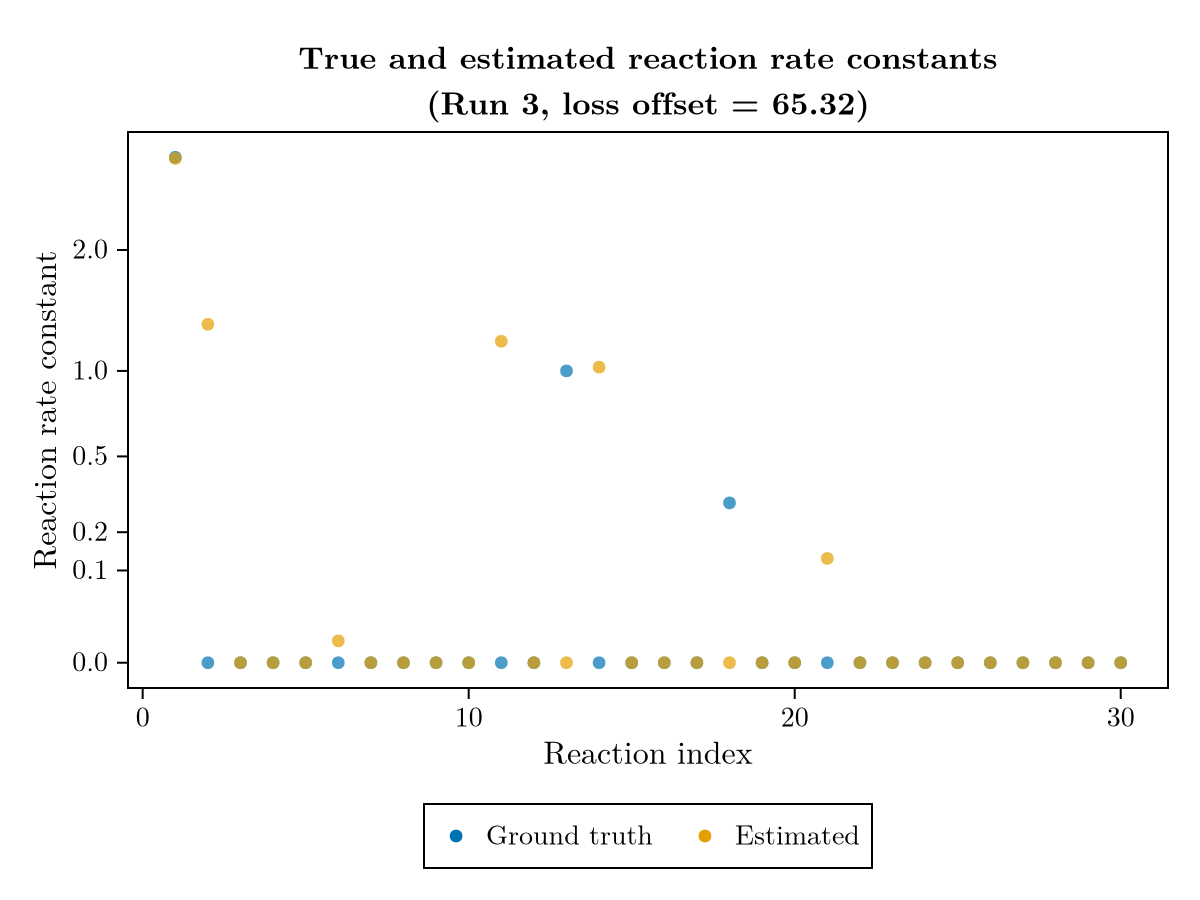 True and estimated reaction rate constants
(Run 3, loss offset = 65.32)
Reaction rate constant
2.0
1.0
0.5
0.2
0.1
0.0
0
10
20
30
Reaction index
Ground truth
Estimated